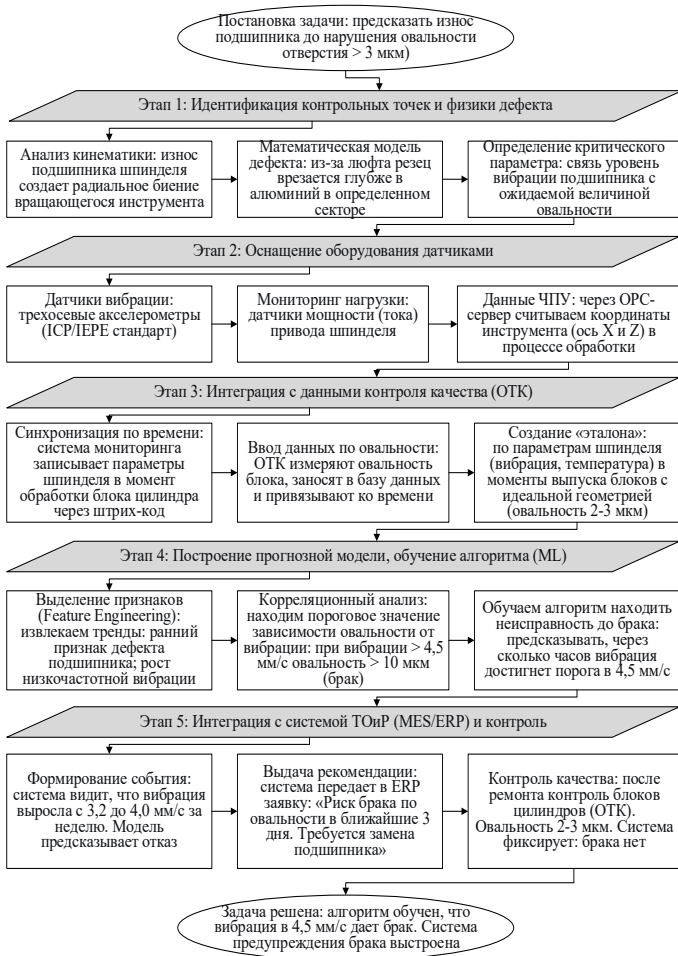 Постановка задачи: предсказать износ
подшипника до нарушения овальности
отверстия > 3 мкм)
Этап 1: Идентификация контрольных точек и физики дефекта
Анализ кинематики: износ
подшипника шпинделя
создает радиальное биение
вращающегося инструмента
Математическая модель
дефекта: из-за люфта резец
врезается глубже в
алюминий в определенном
секторе
Определение критического
параметра: связь уровень
вибрации подшипника с
ожидаемой величиной
овальности
Этап 2: Оснащение оборудования датчиками
Датчики вибрации:
трехосевые акселерометры
(ICP/IEPE стандарт)
Мониторинг нагрузки:
датчики мощности (тока)
привода шпинделя
Данные ЧПУ: через OPC-
сервер считываем координаты
инструмента (ось X и Z) в
процессе обработки
Этап 3: Интеграция с данными контроля качества (ОТК)
Синхронизация по времени:
система мониторинга
записывает параметры
шпинделя в момент
обработки блока цилиндра
через штрих-код
Ввод данных по овальности:
ОТК измеряют овальность
блока, заносят в базу данных
и привязывают ко времени
Создание «эталона»:
по параметрам шпинделя
(вибрация, температура) в
моменты выпуска блоков с
идеальной геометрией
(овальность 2-3 мкм)
Этап 4: Построение прогнозной модели, обучение алгоритма (ML)
Выделение признаков
(Feature Engineering):
извлекаем тренды: ранний
признак дефекта
подшипника; рост
низкочастотной вибрации
Корреляционный анализ:
находим пороговое значение
зависимости овальности от
вибрации: при вибрации > 4,5
мм/с овальность > 10 мкм
(брак)
Обучаем алгоритм находить
неисправность до брака:
предсказывать, через
сколько часов вибрация
достигнет порога в 4,5 мм/с
Этап 5: Интеграция с системой ТОиР (MES/ERP) и контроль
Формирование события:
система видит, что вибрация
выросла с 3,2 до 4,0 мм/с за
неделю. Модель
предсказывает отказ
Выдача рекомендации:
система передает в ERP
заявку: «Риск брака по
овальности в ближайшие 3
дня. Требуется замена
подшипника»
Контроль качества: после
ремонта контроль блоков
цилиндров (ОТК).
Овальность 2-3 мкм. Система
фиксирует: брака нет
Задача решена: алгоритм обучен, что
вибрация в 4,5 мм/с дает брак. Система
предупреждения брака выстроена